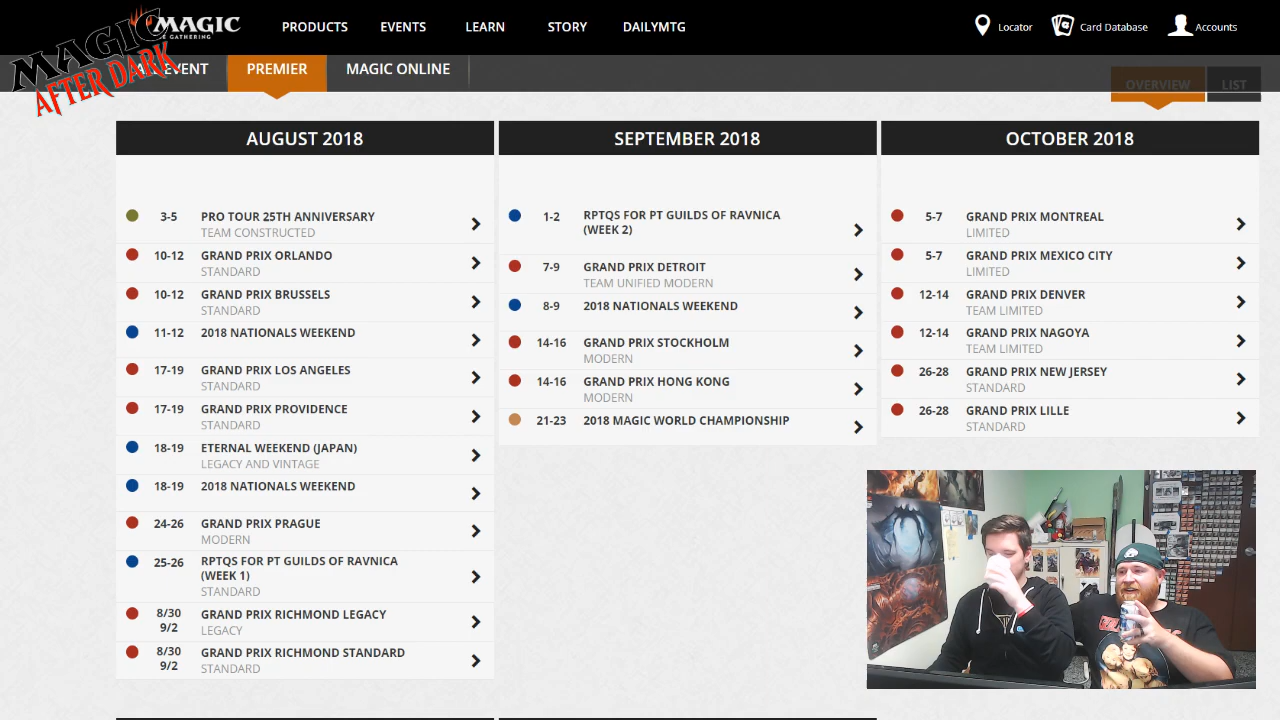 MAGIC
THE GATHERING
PRODUCTS
EVENTS
LEARN
STORY
DAILYMTG
Locator
Card Database
Accounts
MAGIC
AFTER DARK
EVENT
PREMIER
MAGIC ONLINE
OVERVIEW
LIST
AUGUST 2018
3-5 PRO TOUR 25TH ANNIVERSARY
TEAM CONSTRUCTED
10-12 GRAND PRIX ORLANDO
STANDARD
10-12 GRAND PRIX BRUSSELS
STANDARD
11-12 2018 NATIONALS WEEKEND
17-19 GRAND PRIX LOS ANGELES
STANDARD
17-19 GRAND PRIX PROVIDENCE
STANDARD
18-19 ETERNAL WEEKEND (JAPAN)
LEGACY AND VINTAGE
18-19 2018 NATIONALS WEEKEND
24-26 GRAND PRIX PRAGUE
MODERN
25-26 RPTQS FOR PT GUILDS OF RAVNICA
(WEEK 1)
STANDARD
8/30 GRAND PRIX RICHMOND LEGACY
9/2 LEGACY
8/30 GRAND PRIX RICHMOND STANDARD
9/2 STANDARD
SEPTEMBER 2018
1-2 RPTQS FOR PT GUILDS OF RAVNICA
(WEEK 2)
7-9 GRAND PRIX DETROIT
TEAM UNIFIED MODERN
8-9 2018 NATIONALS WEEKEND
14-16 GRAND PRIX STOCKHOLM
MODERN
14-16 GRAND PRIX HONG KONG
MODERN
21-23 2018 MAGIC WORLD CHAMPIONSHIP
OCTOBER 2018
5-7 GRAND PRIX MONTREAL
LIMITED
5-7 GRAND PRIX MEXICO CITY
LIMITED
12-14 GRAND PRIX DENVER
TEAM LIMITED
12-14 GRAND PRIX NAGOYA
TEAM LIMITED
26-28 GRAND PRIX NEW JERSEY
STANDARD
26-28 GRAND PRIX LILLE
STANDARD